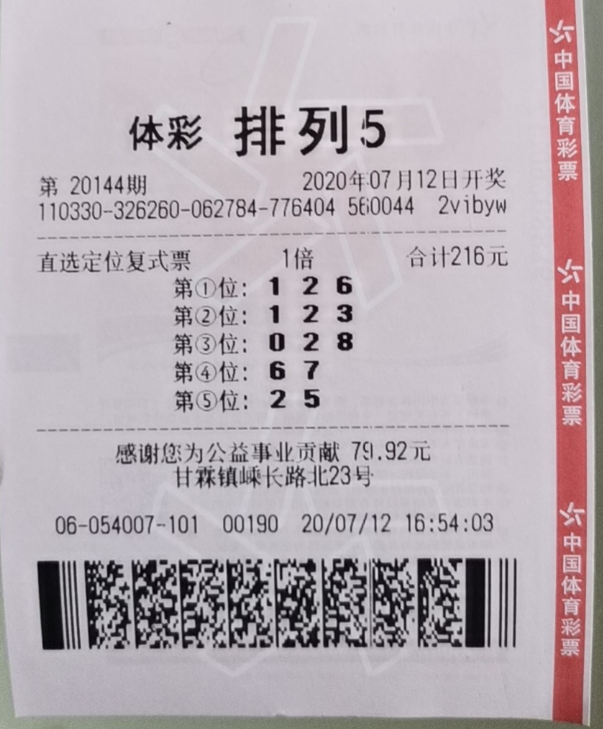 体彩 排列5
第 20144期 2020年07月12日开奖
110330-326260-062784-776404 560044 2vibyw
直选定位复式票 1倍 合计216元
第①位: 1 2 6
第②位: 1 2 3
第③位: 0 2 8
第④位: 6 7
第⑤位: 2 5
感谢您为公益事业贡献 79.92元
甘霖镇嵊长路北23号
06-054007-101 00190 20/07/12 16:54:03
中国体育彩票
中国体育彩票
中国体育彩票